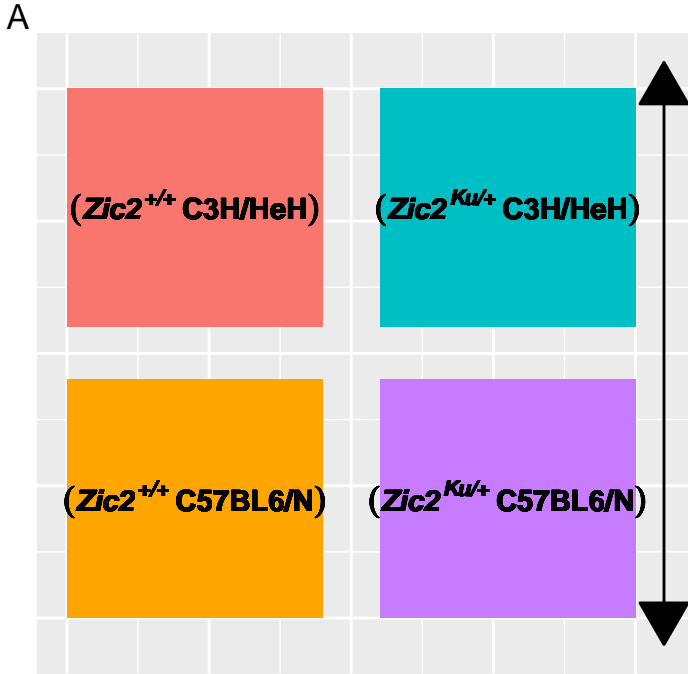 A
(Zic2+/+ C3H/HeH) (Zic2Ku/+ C3H/HeH)
(Zic2+/+ C57BL6/N) (Zic2Ku/+ C57BL6/N)